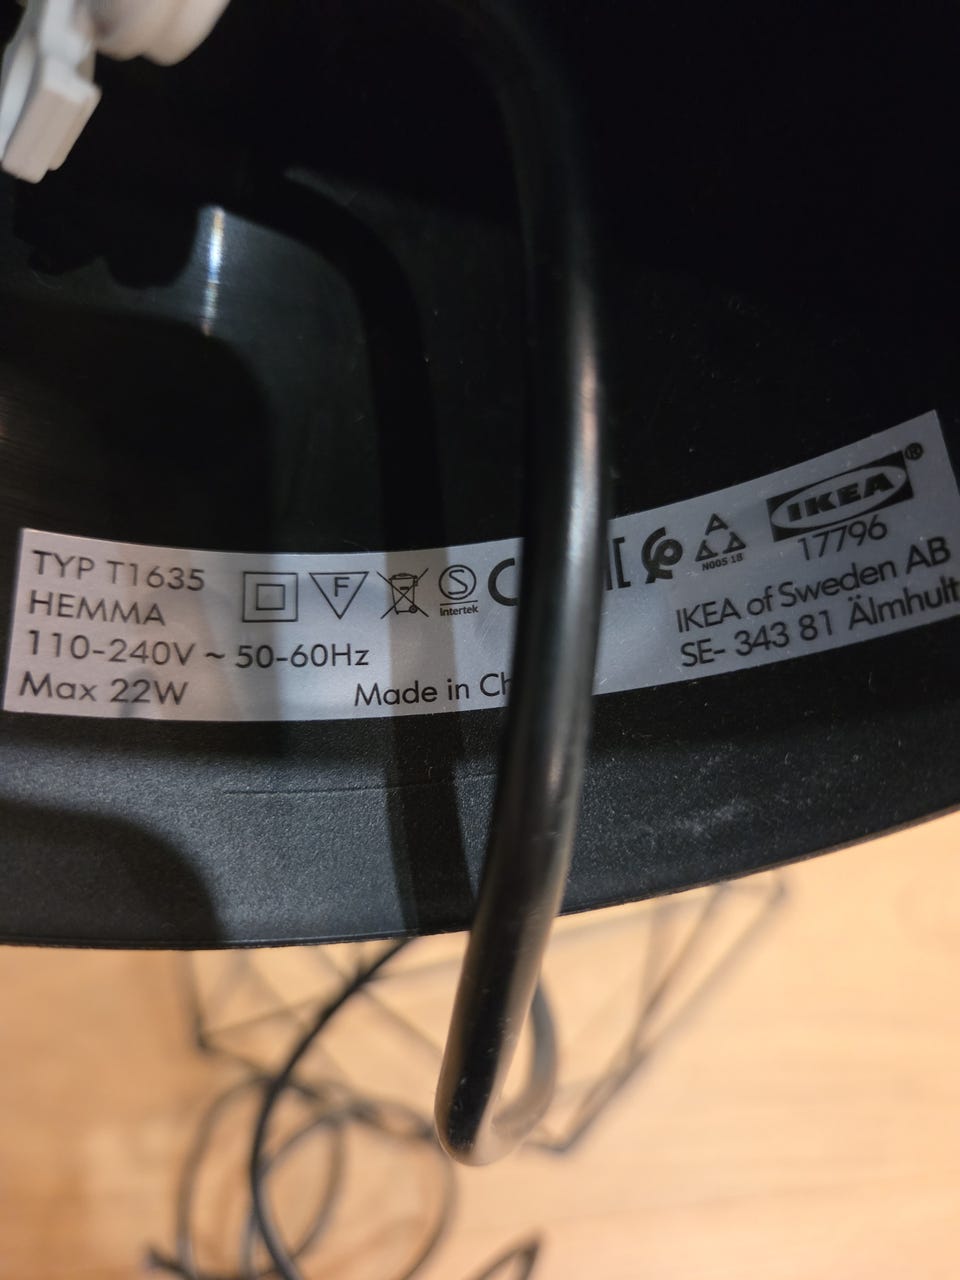 TYP T1635
HEMMA
110-240V ~ 50-60Hz
Max 22W
F
S
Intertek
Made in
N005 18
IKEA®
17796
IKEA of Sweden AB
SE- 343 81 Älmhult